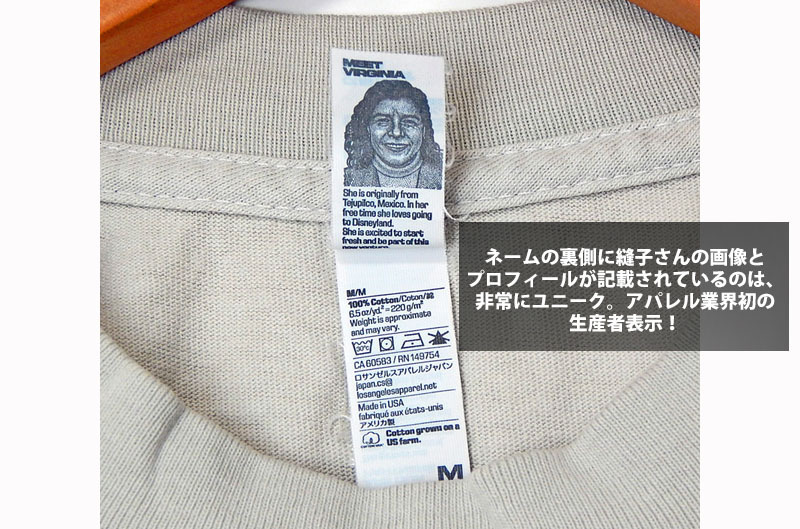 MEET
VIRGINIA
She is originally from
Tejupilco, Mexico. In her
free time she loves going
to Disneyland.
She is excited to start
fresh and be part of this
new venture.
ネームの裏側に縫子さんの画像と
プロフィールが記載されているのは、
非常にユニーク。アパレル業界初の
生産者表示！
M/M
100% Cotton/Coton/綿
6.5 oz/yd.² = 220 g/m²
Weight is approximate
and may vary.
30°C
CA 60583 / RN 149754
ロサンゼルスアパレルジャパン
japan.cs@
losangelesapparel.net
Made in USA
fabriqué aux états-unis
アメリカ製
Cotton grown on a
US farm.
M